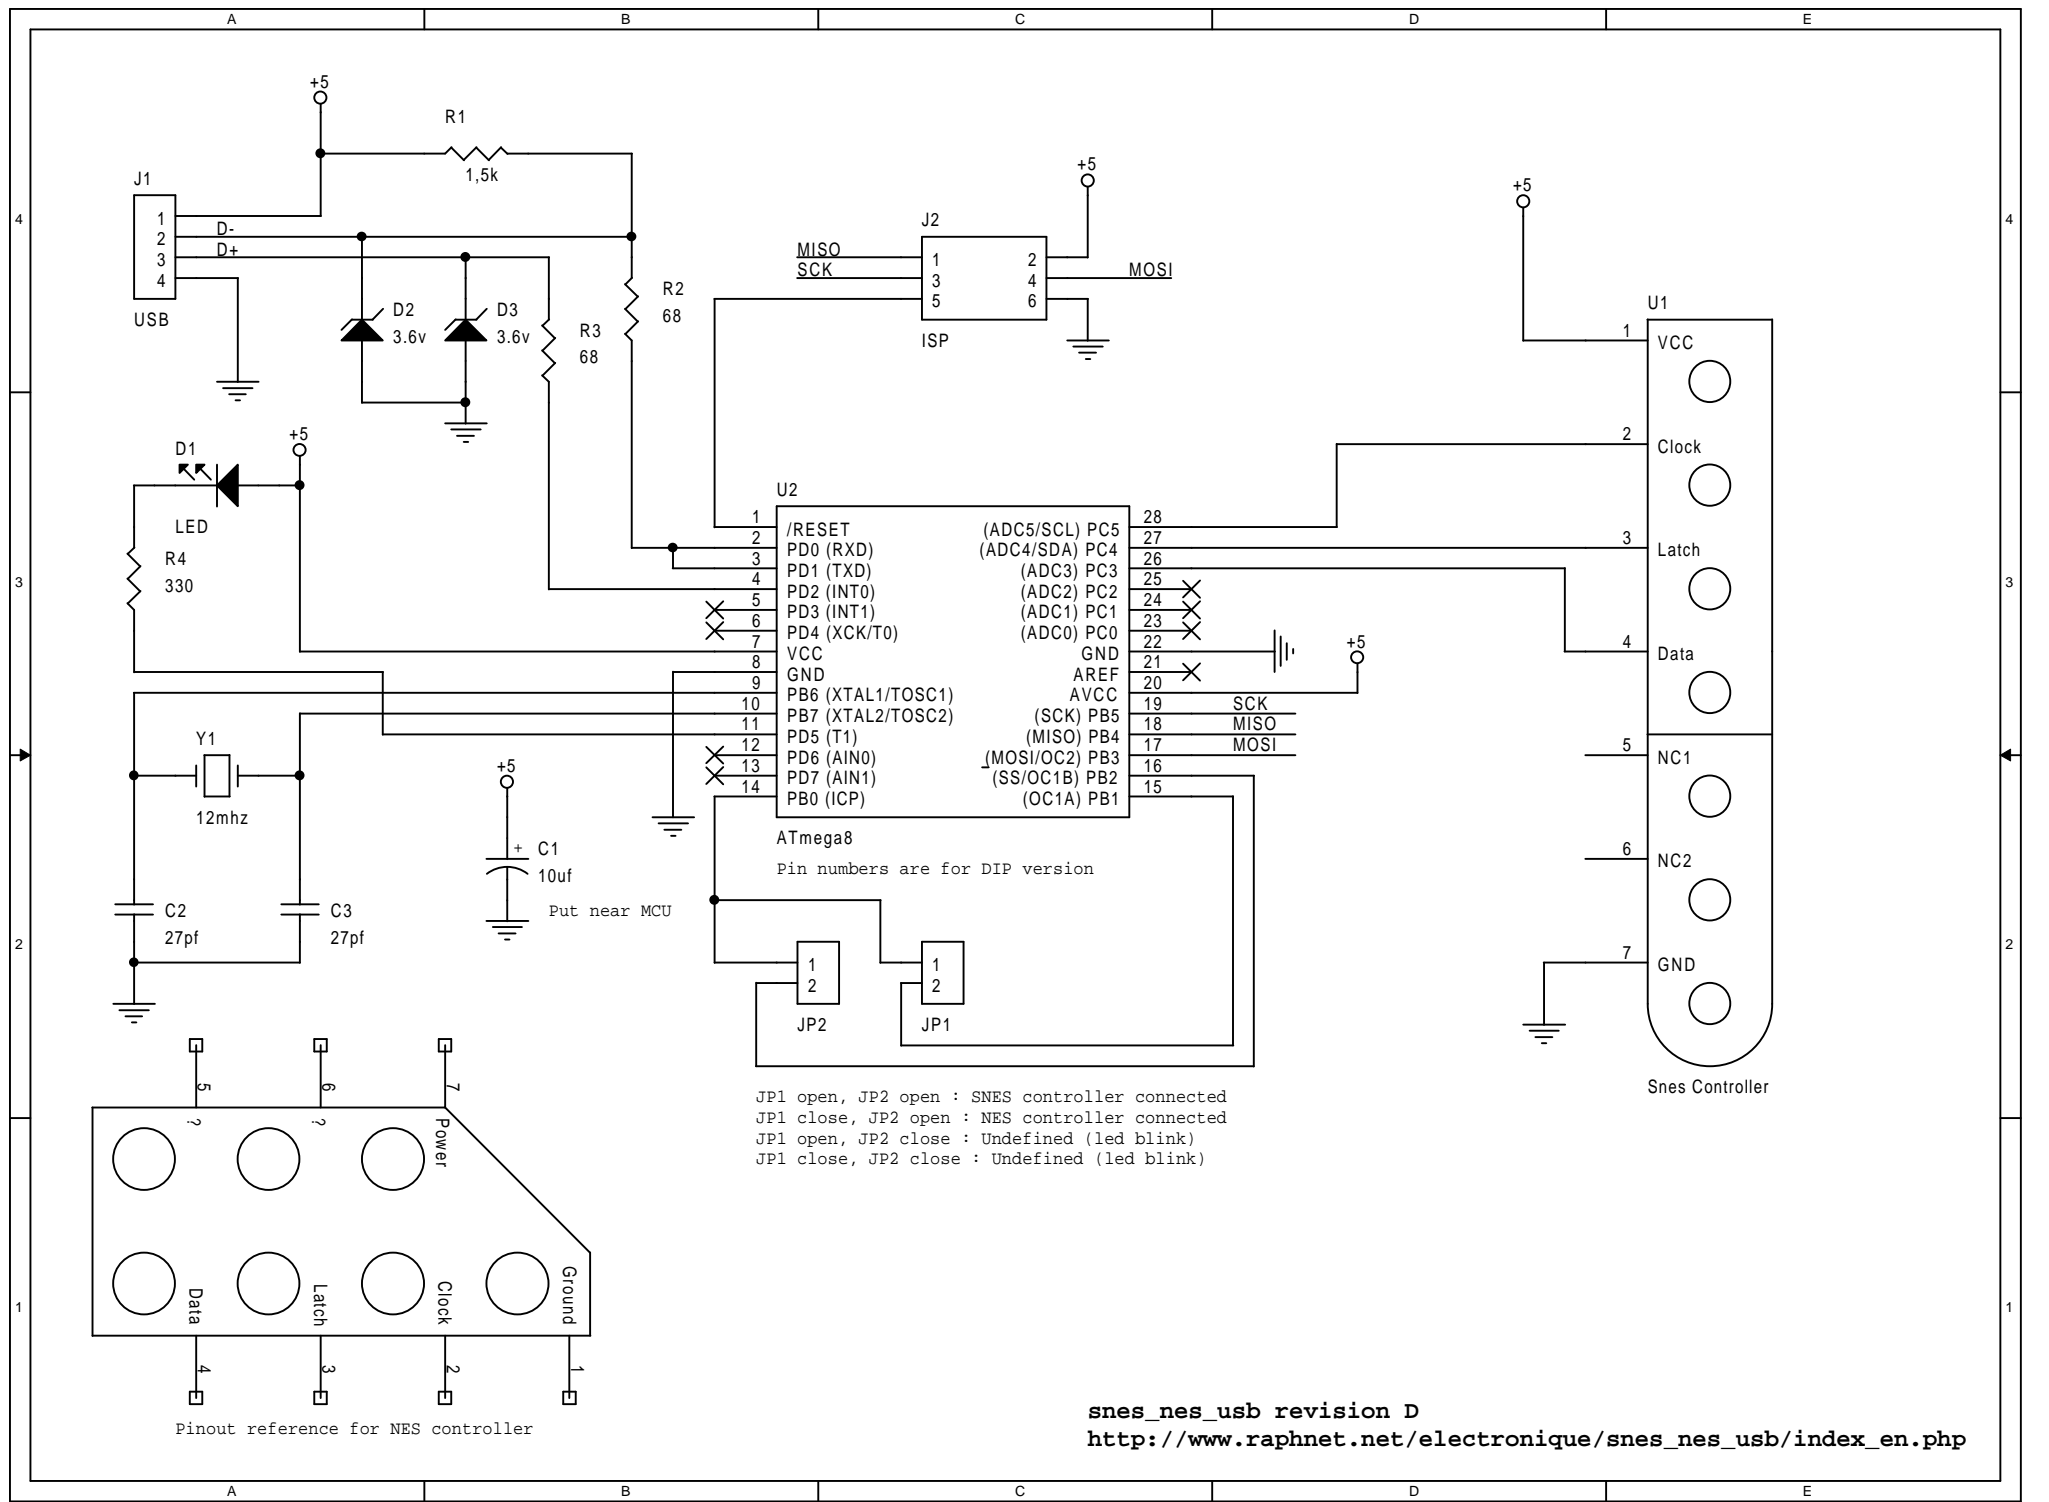 A B C D E
+5
R1
1,5k
J1
1
2
3
4
D-
D+
USB
D2
3.6v
D3
3.6v
R3
68
R2
68
+5
J2
MISO
SCK
1 2
3 4
5 6
MOSI
ISP
+5
U1
1 VCC
2 Clock
3 Latch
4 Data
5 NC1
6 NC2
7 GND
Snes Controller
4 4
3 3
2 2
1 1
D1
+5
LED
R4
330
U2
1 /RESET
2 PD0 (RXD)
3 PD1 (TXD)
4 PD2 (INT0)
5 PD3 (INT1)
6 PD4 (XCK/T0)
7 VCC
8 GND
9 PB6 (XTAL1/TOSC1)
10 PB7 (XTAL2/TOSC2)
11 PD5 (T1)
12 PD6 (AIN0)
13 PD7 (AIN1)
14 PB0 (ICP)
(ADC5/SCL) PC5 28
(ADC4/SDA) PC4 27
(ADC3) PC3 26
(ADC2) PC2 25
(ADC1) PC1 24
(ADC0) PC0 23
GND 22
AREF 21
AVCC 20
(SCK) PB5 19 SCK
(MISO) PB4 18 MISO
(MOSI/OC2) PB3 17 MOSI
(SS/OC1B) PB2 16
(OC1A) PB1 15
+5
ATmega8
Pin numbers are for DIP version
Y1
12mhz
C2
27pf
C3
27pf
+5
+
C1
10uf
Put near MCU
1
2
JP2
1
2
JP1
JP1 open, JP2 open : SNES controller connected
JP1 close, JP2 open : NES controller connected
JP1 open, JP2 close : Undefined (led blink)
JP1 close, JP2 close : Undefined (led blink)
5 6 7
? ? Power
Data Latch Clock Ground
4 3 2 1
Pinout reference for NES controller
snes_nes_usb revision D
http://www.raphnet.net/electronique/snes_nes_usb/index_en.php
A B C D E